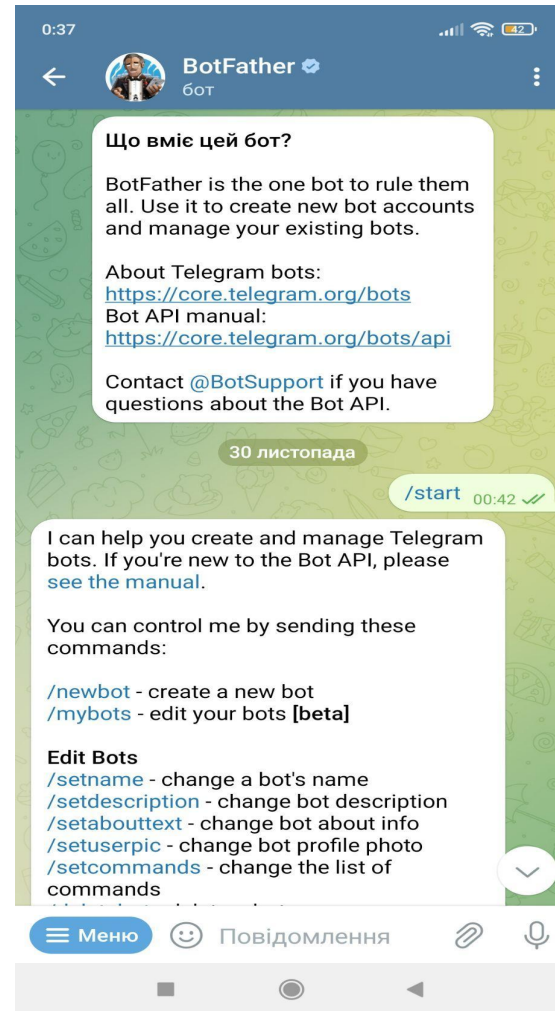 0:37
42
BotFather
бот
Що вміє цей бот?
BotFather is the one bot to rule them
all. Use it to create new bot accounts
and manage your existing bots.
About Telegram bots:
https://core.telegram.org/bots
Bot API manual:
https://core.telegram.org/bots/api
Contact @BotSupport if you have
questions about the Bot API.
30 листопада
/start 00:42
I can help you create and manage Telegram
bots. If you're new to the Bot API, please
see the manual.
You can control me by sending these
commands:
/newbot - create a new bot
/mybots - edit your bots [beta]
Edit Bots
/setname - change a bot's name
/setdescription - change bot description
/setabouttext - change bot about info
/setuserpic - change bot profile photo
/setcommands - change the list of
commands
Меню
Повідомлення